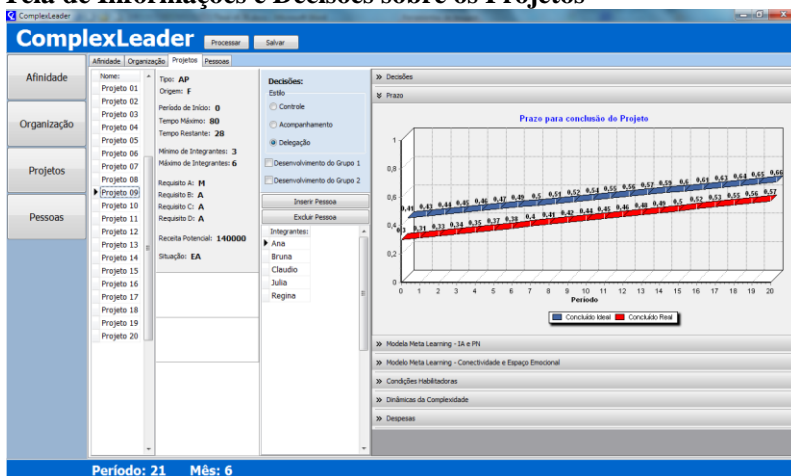 Tela de Informações e Decisões sobre os Projetos
ComplexLeader
ComplexLeader
Processar
Salvar
Afinidade
Organização
Projetos
Pessoas
Afinidade Organização Projetos Pessoas
Nome:
Projeto 01
Projeto 02
Projeto 03
Projeto 04
Projeto 05
Projeto 06
Projeto 07
Projeto 08
Projeto 09
Projeto 10
Projeto 11
Projeto 12
Projeto 13
Projeto 14
Projeto 15
Projeto 16
Projeto 17
Projeto 18
Projeto 19
Projeto 20
Tipo: AP
Origem: F
Período de Início: 0
Tempo Máximo: 80
Tempo Restante: 28
Mínimo de Integrantes: 3
Máximo de Integrantes: 6
Requisito A: M
Requisito B: A
Requisito C: A
Requisito D: A
Receita Potencial: 140000
Situação: EA
Decisões:
Estilo
Controle
Acompanhamento
Delegação
Desenvolvimento do Grupo 1
Desenvolvimento do Grupo 2
Inserir Pessoa
Excluir Pessoa
Integrantes:
Ana
Bruna
Claudio
Julia
Regina
Decisões
Prazo
Prazo para conclusão do Projeto
1
0,8
0,6
0,4
0,2
0
0,41 0,43 0,44 0,45 0,46 0,47 0,49 0,5 0,51 0,52 0,54 0,55 0,56 0,57 0,59 0,6 0,61 0,63 0,64 0,65 0,66
0,3 0,31 0,33 0,34 0,35 0,37 0,38 0,4 0,41 0,42 0,44 0,45 0,46 0,48 0,49 0,5 0,52 0,53 0,55 0,56 0,57
0 1 2 3 4 5 6 7 8 9 10 11 12 13 14 15 16 17 18 19 20
Período
Concluído Ideal Concluído Real
Modela Meta Learning - IA e PN
Modelo Meta Learning - Conectividade e Espaço Emocional
Condições Habilitadoras
Dinâmicas da Complexidade
Despesas
Período: 21 Mês: 6